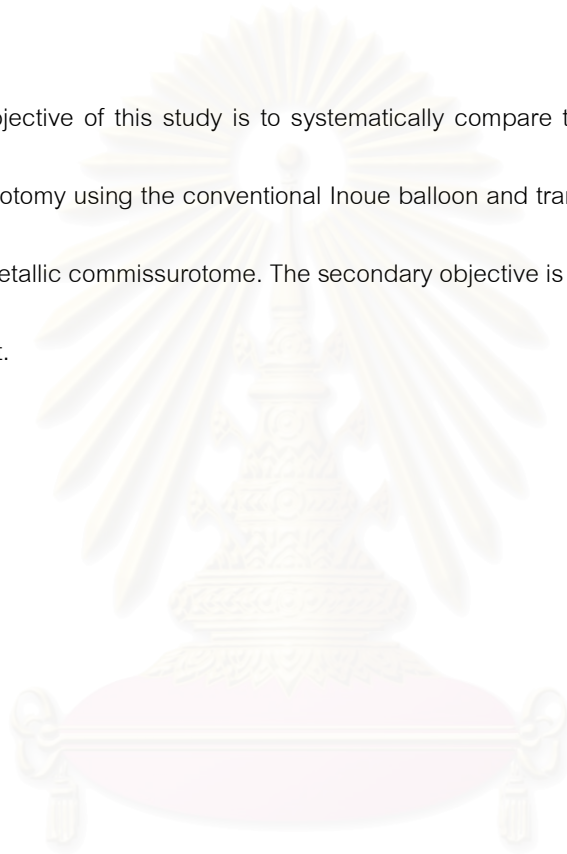 objective of this study is to systematically compare
otomy using the conventional Inoue balloon and
etallic commissurotome. The secondary objective is